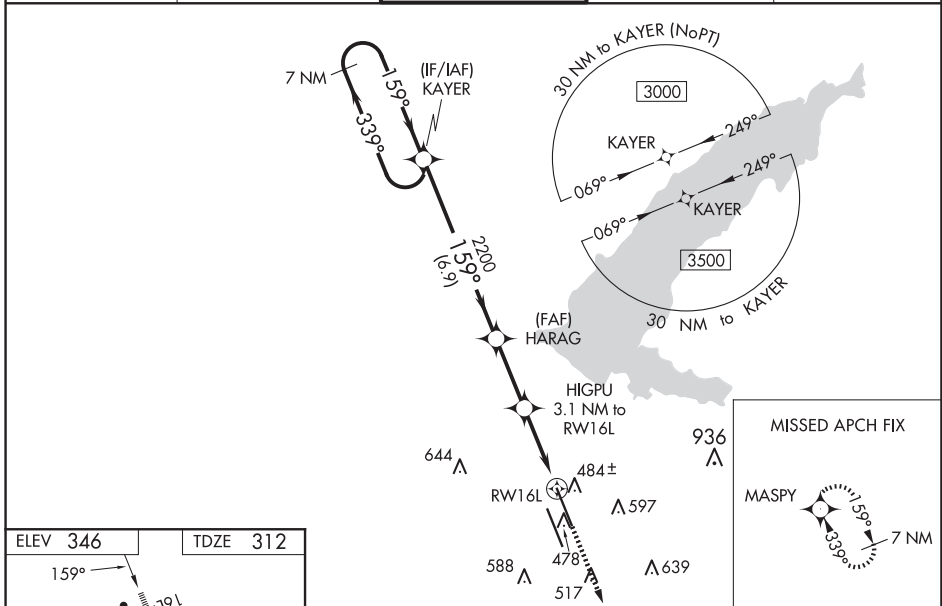 7 NM
(IF/IAF)
KAYER
159°
339°
30 NM to KAYER (NoPT)
3000
249°
KAYER
069°
249°
KAYER
069°
3500
30 NM to KAYER
2200
159°
(6.9)
(FAF)
HARAG
HIGPU
3.1 NM to
RW16L
936
644
484±
RW16L
597
478
588
517
639
MISSED APCH FIX
MASPY
159°
339°
7 NM
ELEV 346
TDZE 312
159°